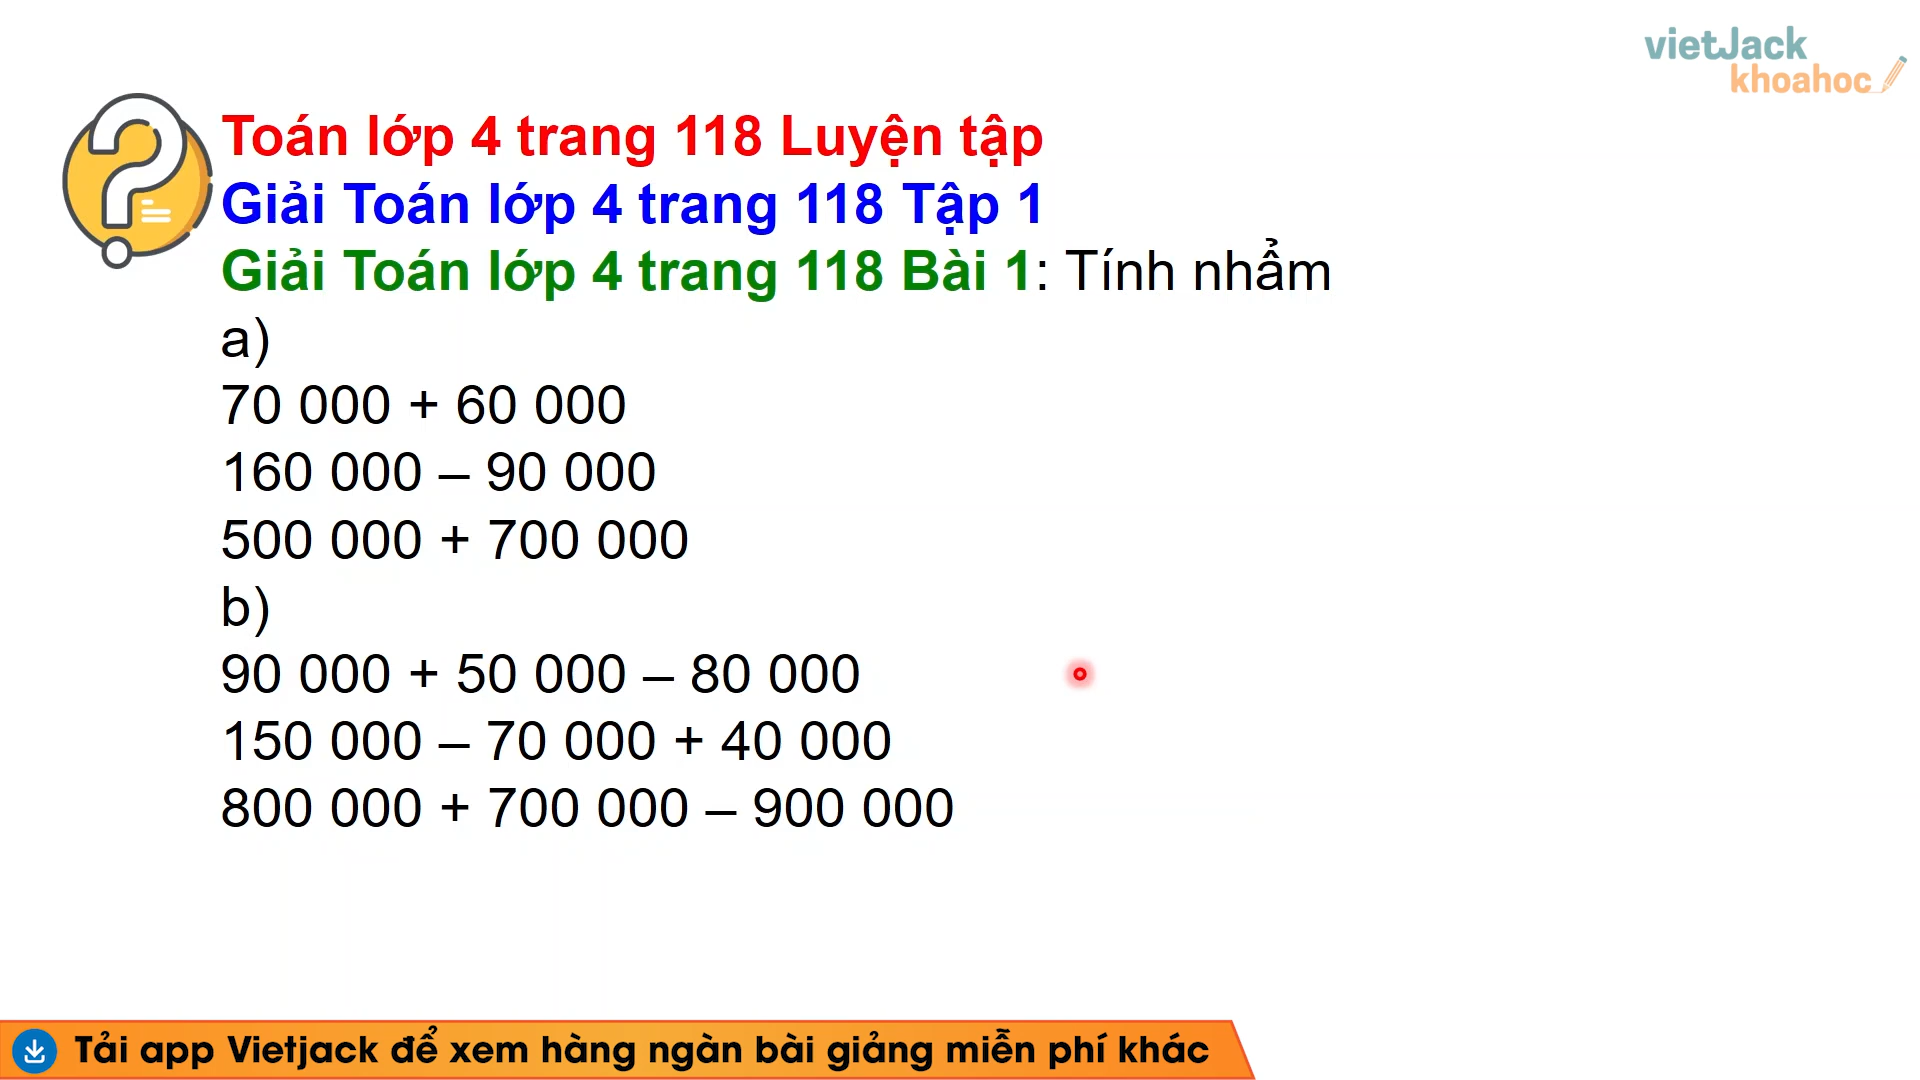 vietJack
khoahoc
Toán lớp 4 trang 118 Luyện tập
Giải Toán lớp 4 trang 118 Tập 1
Giải Toán lớp 4 trang 118 Bài 1: Tính nhẩm
a)
70 000 + 60 000
160 000 – 90 000
500 000 + 700 000
b)
90 000 + 50 000 – 80 000
150 000 – 70 000 + 40 000
800 000 + 700 000 – 900 000
Tải app Vietjack để xem hàng ngàn bài giảng miễn phí khác